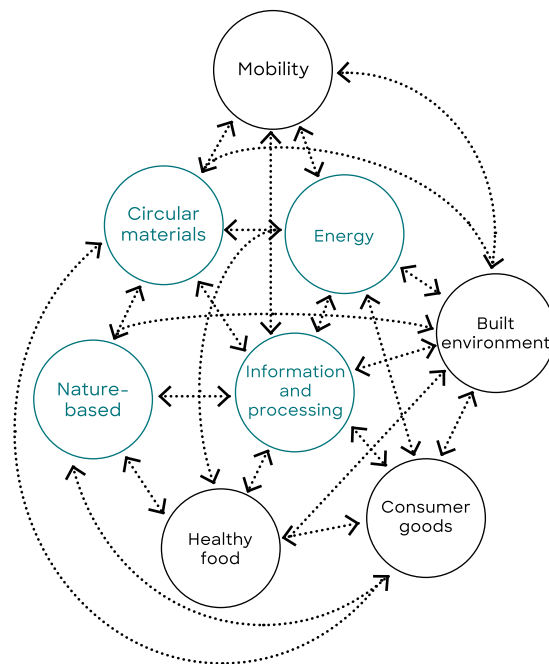 Mobility
Circular
materials
Energy
Built
environment
Nature-
based
Information
and
processing
Healthy
food
Consumer
goods